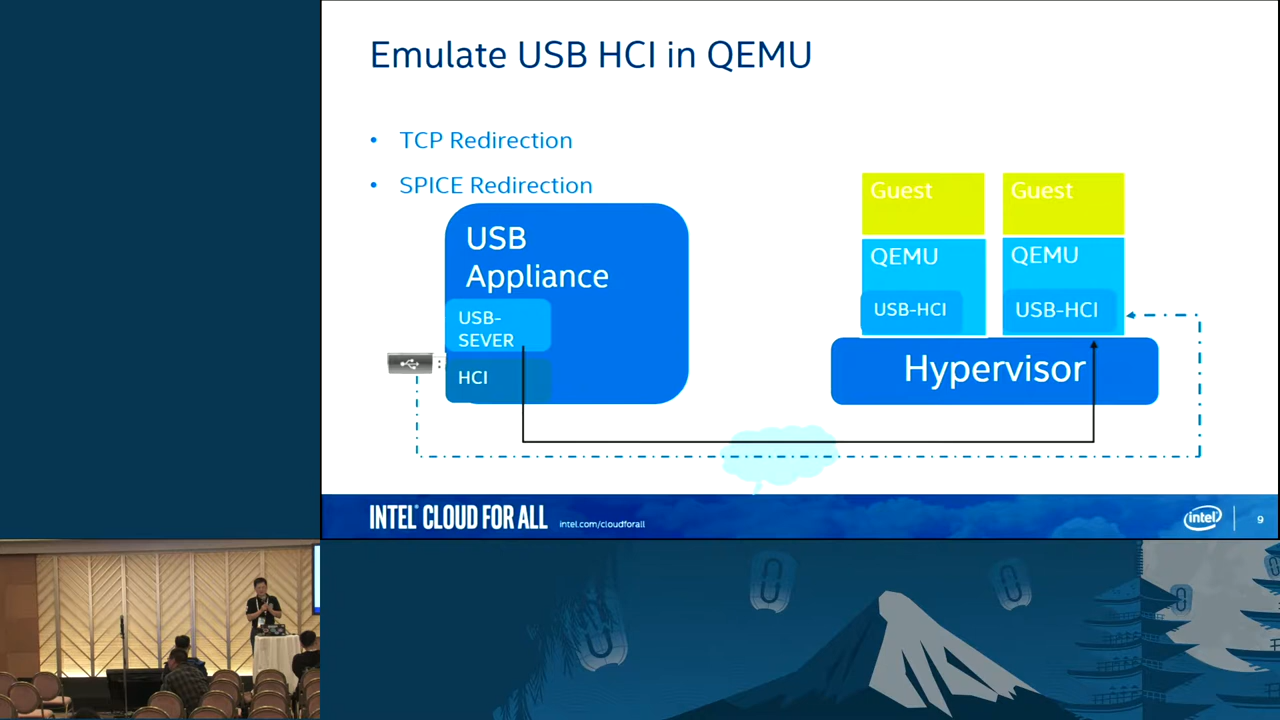 Emulate USB HCI in QEMU
• TCP Redirection
• SPICE Redirection
USB
Appliance
USB-
SEVER
HCI
Guest
Guest
QEMU
QEMU
USB-HCI
USB-HCI
Hypervisor
INTEL® CLOUD FOR ALL
intel.com/cloudforall
intel
9